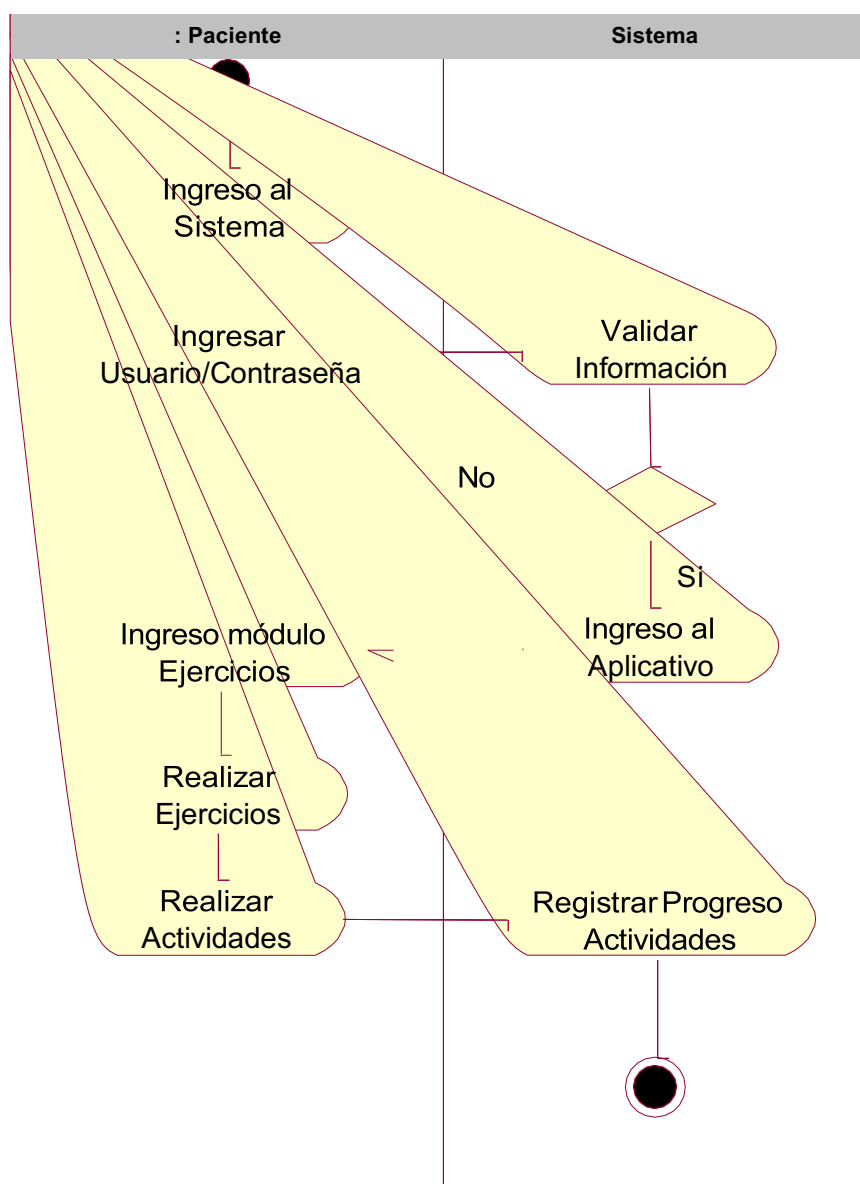 : Paciente
Sistema
Ingreso al
Sistema
Ingresar
Usuario/Contraseña
Validar
Información
No
Si
Ingreso al
Aplicativo
Ingreso módulo
Ejercicios
Realizar
Ejercicios
Realizar
Actividades
Registrar Progreso
Actividades